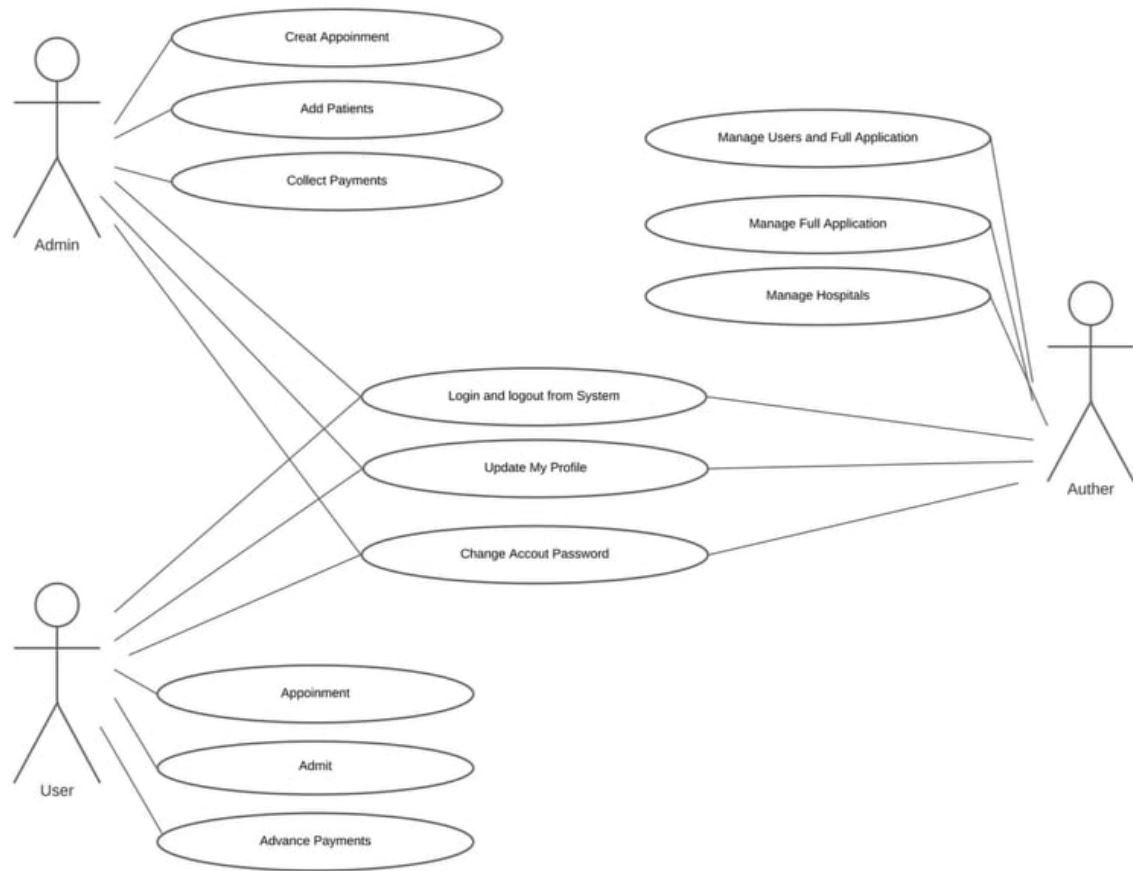 Creat Appoinment
Add Patients
Collect Payments
Admin
Manage Users and Full Application
Manage Full Application
Manage Hospitals
Login and logout from System
Update My Profile
Change Accout Password
Auther
Appoinment
Admit
Advance Payments
User